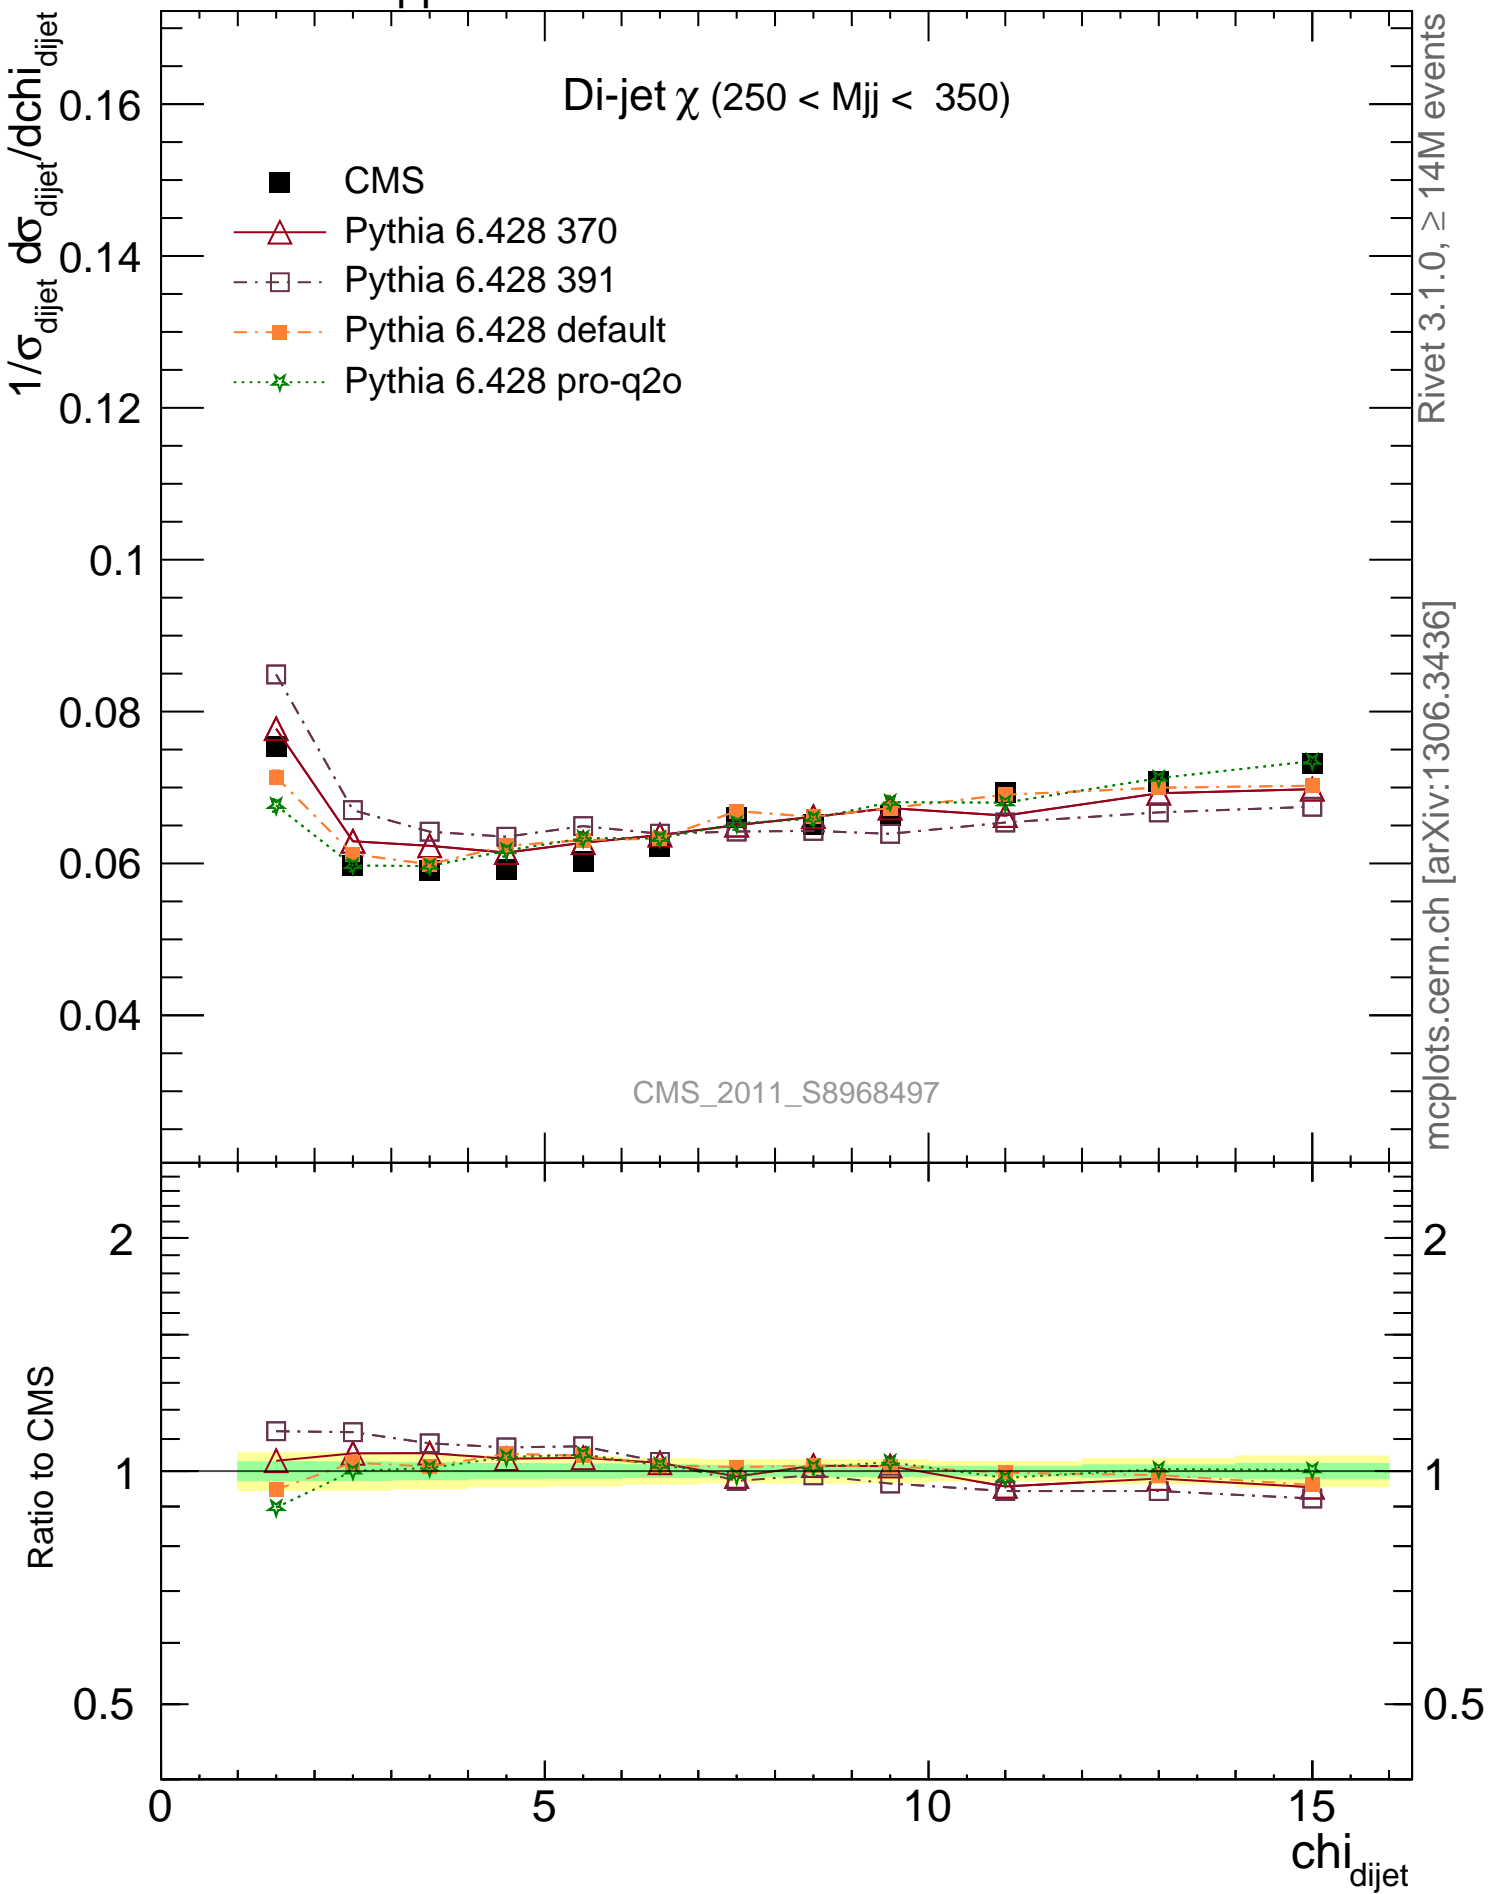 Di-jet χ (250 < Mjj < 350)
1/σdijet dσdijet/dchidijet
0.16
0.14
0.12
0.1
0.08
0.06
0.04
CMS
Pythia 6.428 370
Pythia 6.428 391
Pythia 6.428 default
Pythia 6.428 pro-q2o
CMS_2011_S8968497
Rivet 3.1.0, ≥ 14M events
mcplots.cern.ch [arXiv:1306.3436]
Ratio to CMS
2
1
0.5
2
1
0.5
0
5
10
15
chidijet